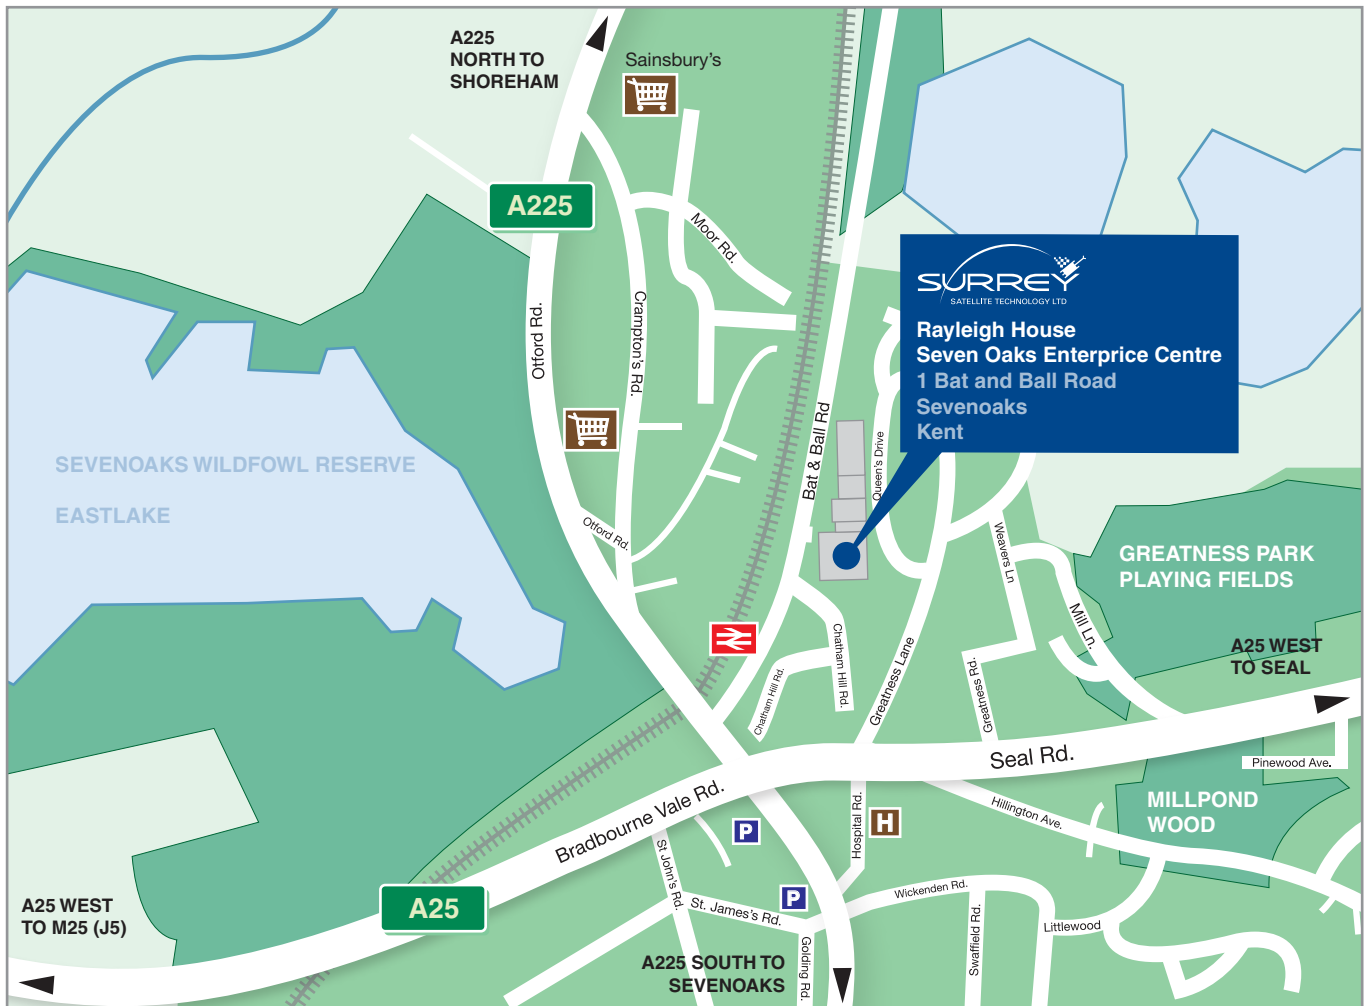 A225
NORTH TO
SHOREHAM
Sainsbury's
A225
Moor Rd.
Otford Rd.
Crampton's Rd.
SURREY
SATELLITE TECHNOLOGY LTD
Rayleigh House
Seven Oaks Enterprice Centre
1 Bat and Ball Road
Sevenoaks
Kent
Bat & Ball Rd
Queen's Drive
SEVENOAKS WILDFOWL RESERVE
EASTLAKE
Otford Rd.
Weavers Ln
GREATNESS PARK
PLAYING FIELDS
Mill Ln.
A25 WEST
TO SEAL
Chatham Hill Rd.
Chatham Hill Rd.
Greatness Lane
Greatness Rd.
Seal Rd.
Pinewood Ave.
Bradbourne Vale Rd.
P
Hospital Rd.
H
Hillington Ave.
MILLPOND
WOOD
St John's Rd.
A25
P
St. James's Rd.
Wickenden Rd.
A25 WEST
TO M25 (J5)
Swaffield Rd.
Littlewood
Golding Rd.
A225 SOUTH TO
SEVENOAKS